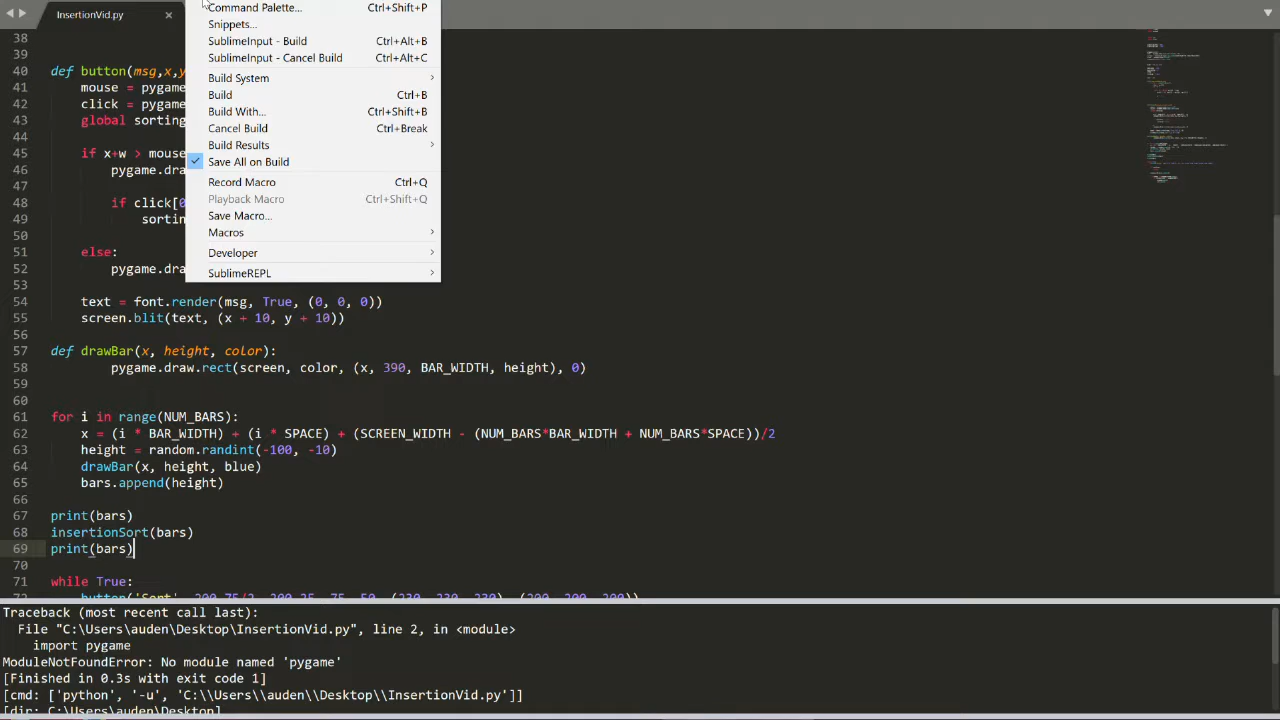 InsertionVid.py ×
Command Palette... Ctrl+Shift+P
Snippets...
SublimeInput - Build Ctrl+Alt+B
SublimeInput - Cancel Build Ctrl+Alt+C
Build System
Build Ctrl+B
Build With... Ctrl+Shift+B
Cancel Build Ctrl+Break
Build Results
Save All on Build
Record Macro Ctrl+Q
Playback Macro Ctrl+Shift+Q
Save Macro...
Macros
Developer
SublimeREPL
38
40 def button(msg,x,y
41 mouse = pygame
42 click = pygame
43 global sorting
45 if x+w > mouse
46 pygame.dra
48 if click[0
49 sortin
50
51 else:
52 pygame.dra
54 text = font.render(msg, True, (0, 0, 0))
55 screen.blit(text, (x + 10, y + 10))
56
57 def drawBar(x, height, color):
58 pygame.draw.rect(screen, color, (x, 390, BAR_WIDTH, height), 0)
59
60
61 for i in range(NUM_BARS):
62 x = (i * BAR_WIDTH) + (i * SPACE) + (SCREEN_WIDTH - (NUM_BARS*BAR_WIDTH + NUM_BARS*SPACE))/2
63 height = random.randint(-100, -10)
64 drawBar(x, height, blue)
65 bars.append(height)
66
67 print(bars)
68 insertionSort(bars)
69 print(bars)
70
71 while True:
Traceback (most recent call last):
File "C:\Users\auden\Desktop\InsertionVid.py", line 2, in <module>
import pygame
ModuleNotFoundError: No module named 'pygame'
[Finished in 0.3s with exit code 1]
[cmd: ['python', '-u', 'C:\\Users\\auden\\Desktop\\InsertionVid.py']]
[dir: C:\Users\auden\Desktop]